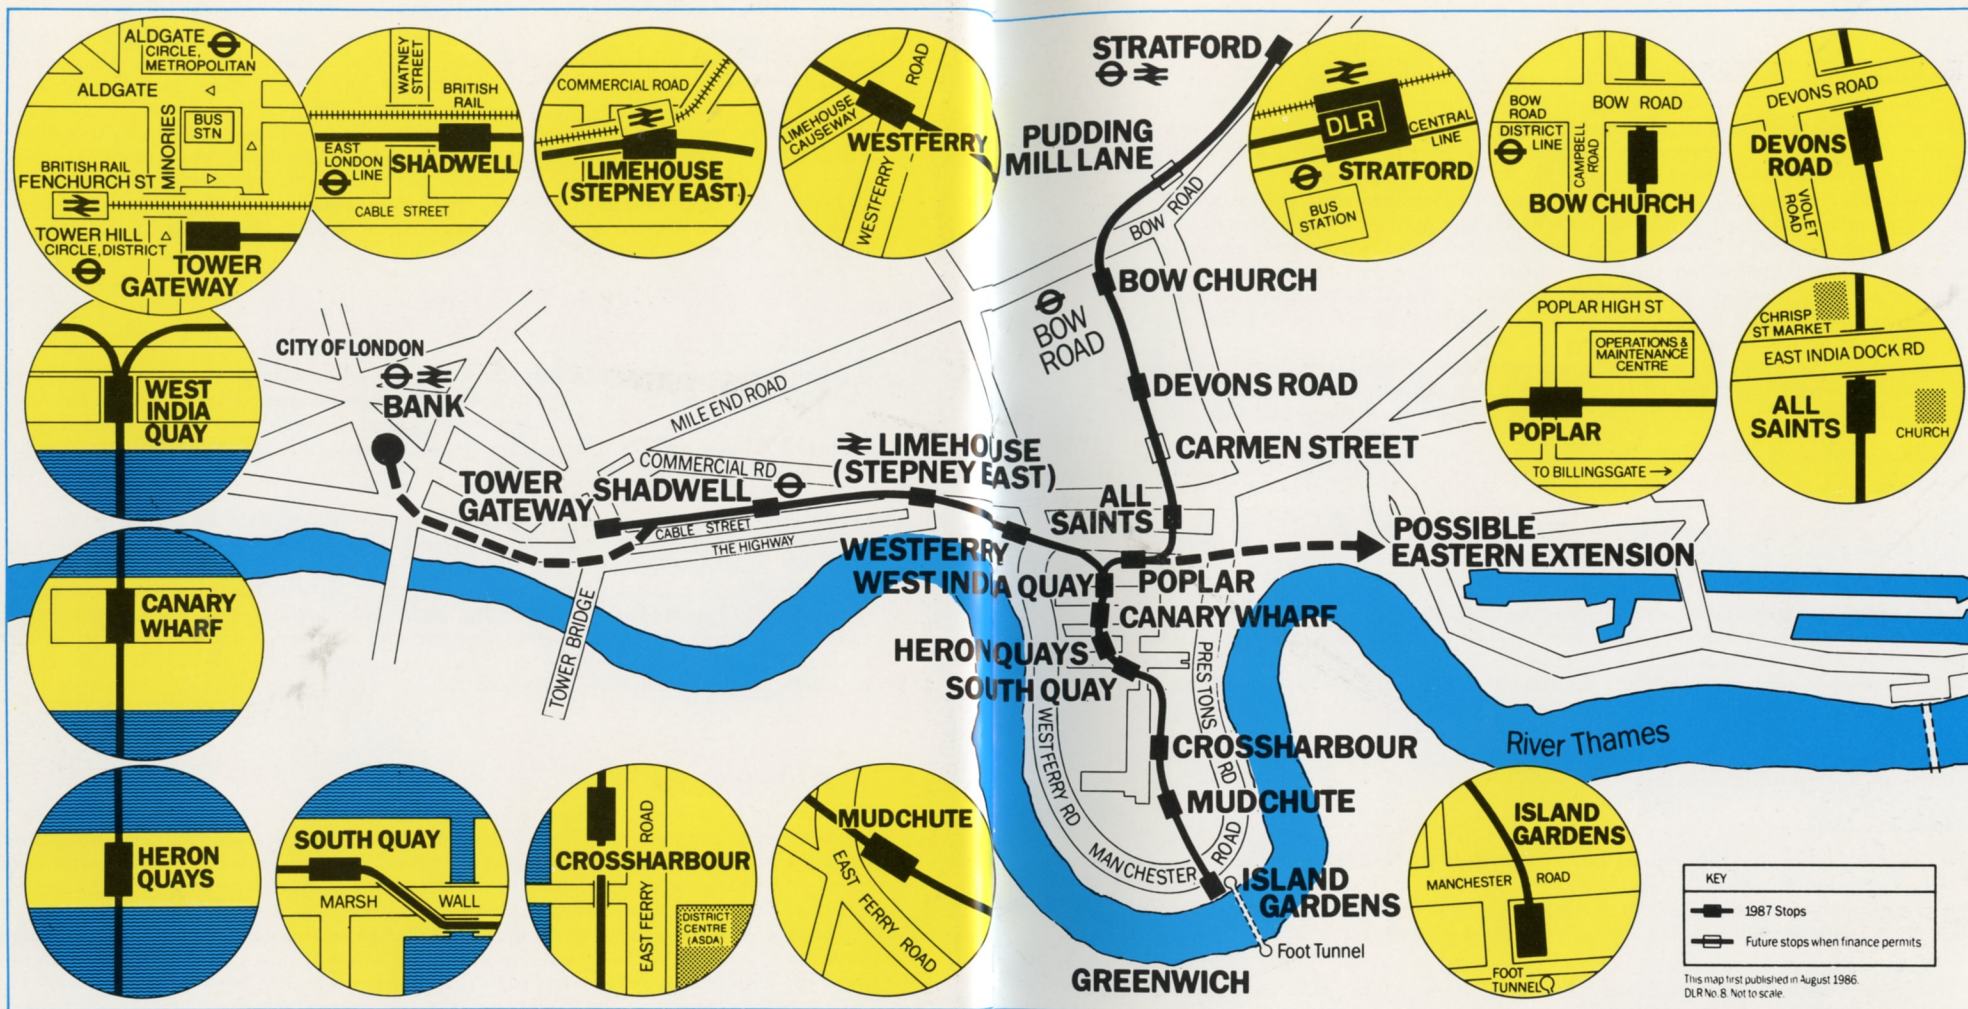 ALDGATE
CIRCLE,
METROPOLITAN
ALDGATE
MINORIES
BUS
STN
BRITISH RAIL
FENCHURCH ST
TOWER HILL
CIRCLE, DISTRICT
TOWER
GATEWAY
WATNEY
STREET
BRITISH
RAIL
EAST
LONDON
LINE
SHADWELL
CABLE STREET
COMMERCIAL ROAD
LIMEHOUSE
(STEPNEY EAST)
LIMEHOUSE
CAUSEWAY
ROAD
WESTFERRY
WESTFERRY
STRATFORD
PUDDING
MILL LANE
BOW ROAD
DLR
CENTRAL
LINE
STRATFORD
BUS
STATION
BOW
ROAD
DISTRICT
LINE
BOW ROAD
CAMPBELL
ROAD
BOW CHURCH
DEVONS ROAD
DEVONS
ROAD
VIOLET
ROAD
WEST
INDIA
QUAY
CITY OF LONDON
BANK
MILE END ROAD
BOW CHURCH
BOW
ROAD
DEVONS ROAD
CARMEN STREET
POPLAR HIGH ST
OPERATIONS &
MAINTENANCE
CENTRE
POPLAR
TO BILLINGSGATE →
CHRISP
ST MARKET
EAST INDIA DOCK RD
ALL
SAINTS
CHURCH
COMMERCIAL RD
TOWER
GATEWAY
SHADWELL
LIMEHOUSE
(STEPNEY EAST)
CABLE STREET
THE HIGHWAY
TOWER BRIDGE
ALL
SAINTS
WESTFERRY
WEST INDIA QUAY
POPLAR
POSSIBLE
EASTERN EXTENSION
CANARY WHARF
HERON QUAYS
SOUTH QUAY
PRESTONS RD
WESTFERRY RD
CROSSHARBOUR
MUDCHUTE
MANCHESTER ROAD
ISLAND
GARDENS
Foot Tunnel
GREENWICH
River Thames
CANARY
WHARF
HERON
QUAYS
SOUTH QUAY
MARSH WALL
CROSSHARBOUR
EAST FERRY ROAD
DISTRICT
CENTRE
(ASDA)
MUDCHUTE
EAST FERRY ROAD
ISLAND
GARDENS
MANCHESTER ROAD
FOOT
TUNNEL
KEY
1987 Stops
Future stops when finance permits
This map first published in August 1986.
DLR No. 8. Not to scale.